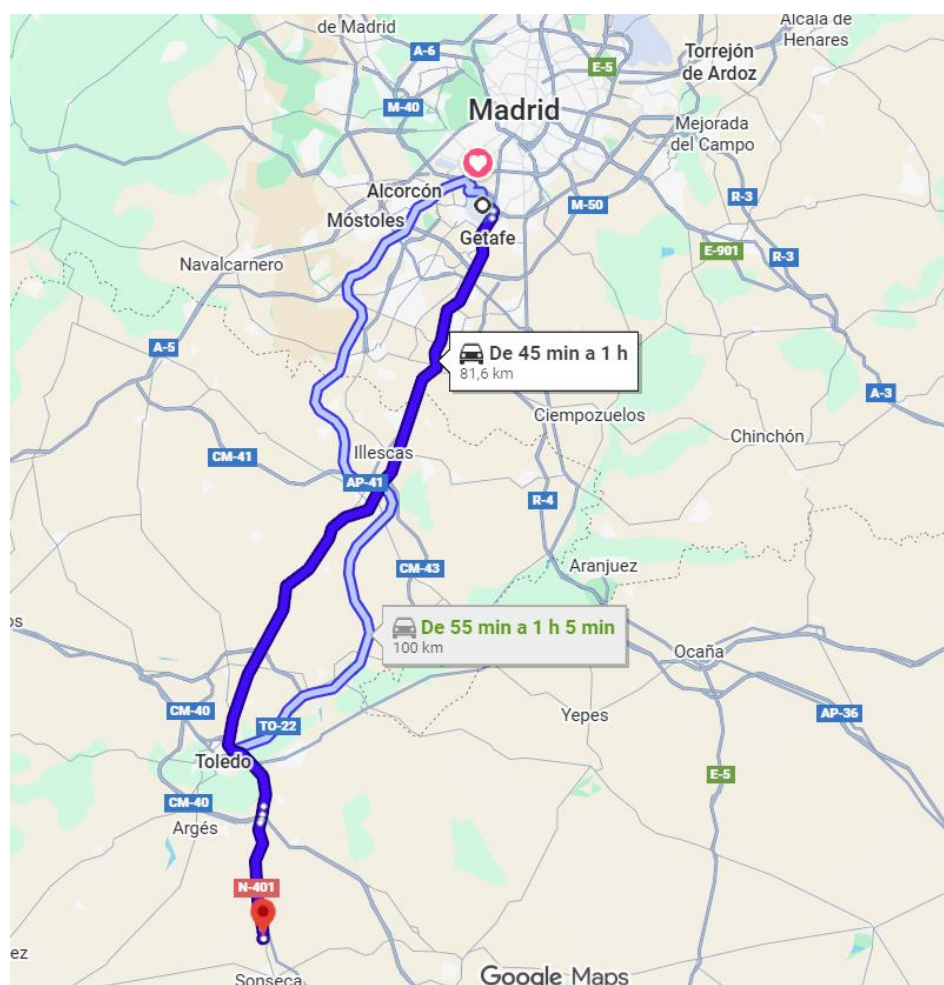 de Madrid
Alcalá de
Henares
A-6
E-5
Torrejón
de Ardoz
M-40
Madrid
Mejorada
del Campo
Alcorcón
Móstoles
M-50
R-3
Getafe
E-901
R-3
Navalcarnero
A-5
De 45 min a 1 h
81,6 km
A-3
Ciempozuelos
Chinchón
CM-41
Illescas
AP-41
R-4
CM-43
Aranjuez
os
De 55 min a 1 h 5 min
100 km
Ocaña
CM-40
TO-22
Yepes
AP-36
Toledo
E-5
CM-40
Argés
N-401
ez
Sonseca
Google Maps